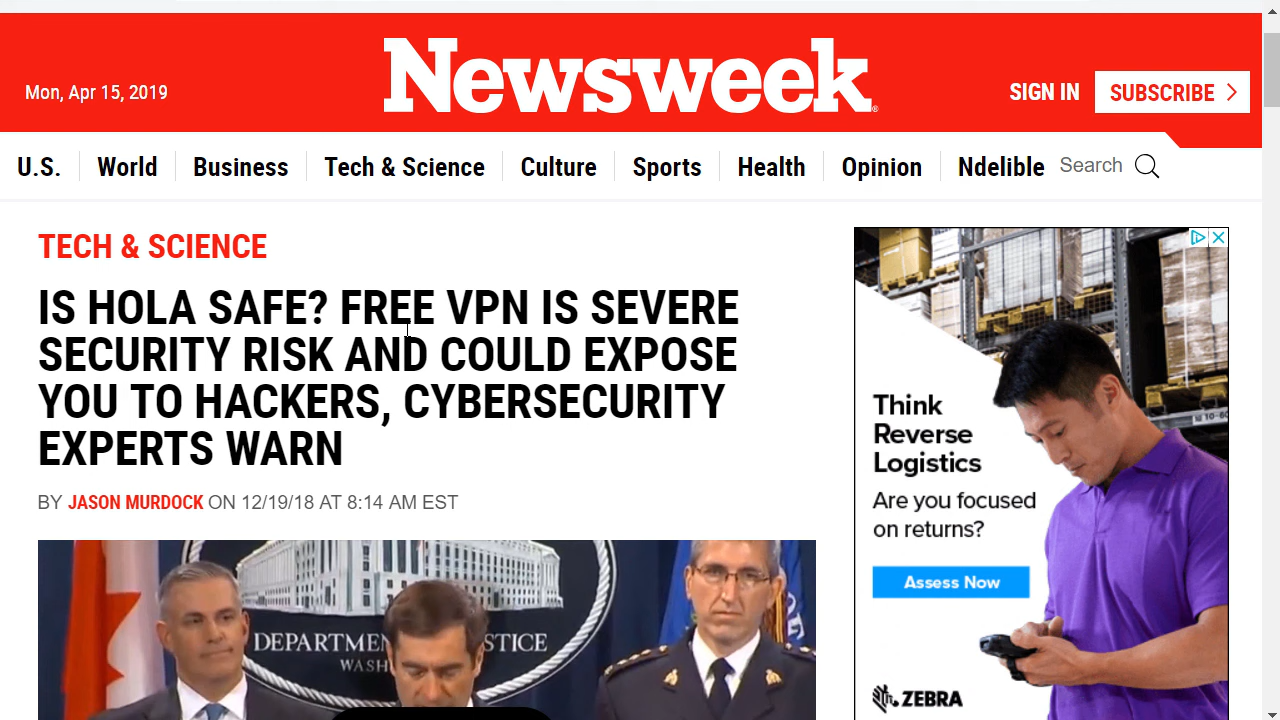 Newsweek
Mon, Apr 15, 2019
SIGN IN
SUBSCRIBE
U.S.
World
Business
Tech & Science
Culture
Sports
Health
Opinion
Ndelible
Search
TECH & SCIENCE
IS HOLA SAFE? FREE VPN IS SEVERE
SECURITY RISK AND COULD EXPOSE
YOU TO HACKERS, CYBERSECURITY
EXPERTS WARN
BY JASON MURDOCK ON 12/19/18 AT 8:14 AM EST
DEPARTMEN STICE
WASH
Think
Reverse
Logistics
Are you focused
on returns?
Assess Now
ZEBRA